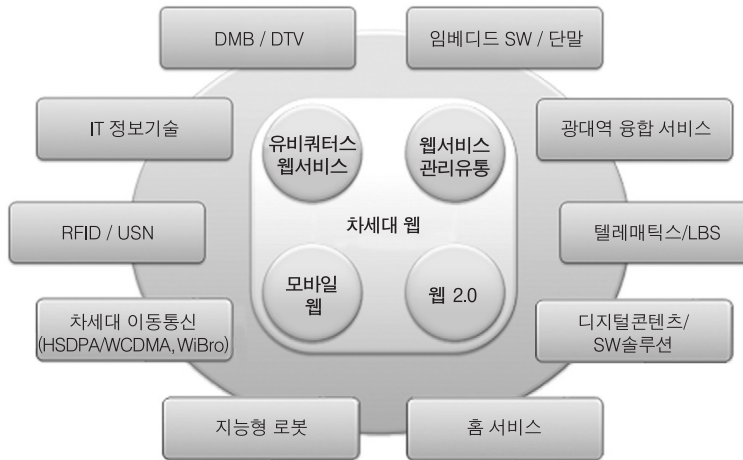 DMB / DTV
임베디드 SW / 단말
IT 정보기술
유비쿼터스
웹서비스
웹서비스
관리유통
광대역 융합 서비스
RFID / USN
차세대 웹
텔레매틱스/LBS
차세대 이동통신
(HSDPA/WCDMA, WiBro)
모바일
웹
웹 2.0
디지털콘텐츠/
SW솔루션
지능형 로봇
홈 서비스